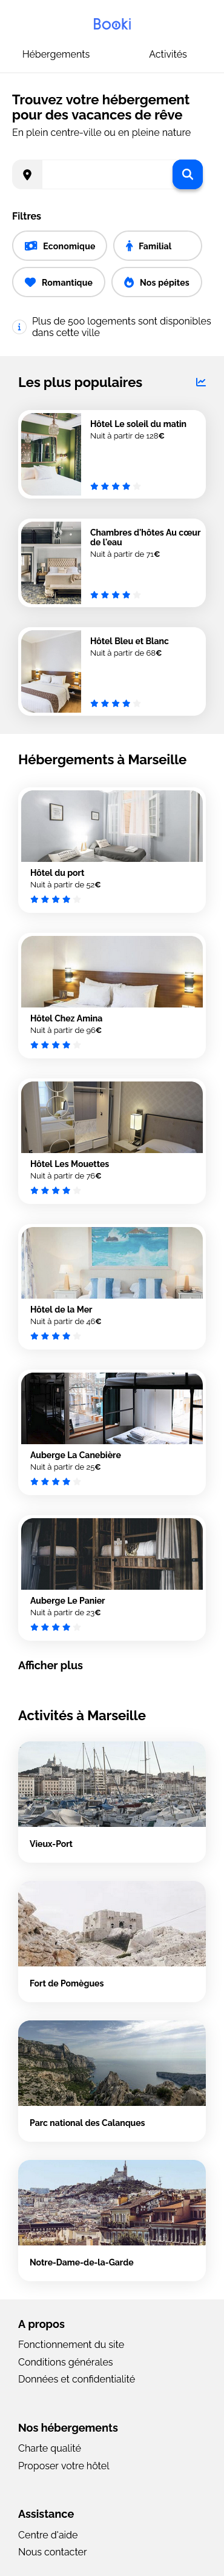 Booki
Hébergements
Activités
Trouvez votre hébergement
pour des vacances de rêve
En plein centre-ville ou en pleine nature
Filtres
Economique
Familial
Romantique
Nos pépites
Plus de 500 logements sont disponibles
dans cette ville
Les plus populaires
Hôtel Le soleil du matin
Nuit à partir de 128€
Chambres d'hôtes Au cœur
de l'eau
Nuit à partir de 71€
Hôtel Bleu et Blanc
Nuit à partir de 68€
Hébergements à Marseille
Hôtel du port
Nuit à partir de 52€
Hôtel Chez Amina
Nuit à partir de 96€
Hôtel Les Mouettes
Nuit à partir de 76€
Hôtel de la Mer
Nuit à partir de 46€
Auberge La Canebière
Nuit à partir de 25€
Auberge Le Panier
Nuit à partir de 23€
Afficher plus
Activités à Marseille
Vieux-Port
Fort de Pomègues
Parc national des Calanques
Notre-Dame-de-la-Garde
A propos
Fonctionnement du site
Conditions générales
Données et confidentialité
Nos hébergements
Charte qualité
Proposer votre hôtel
Assistance
Centre d'aide
Nous contacter